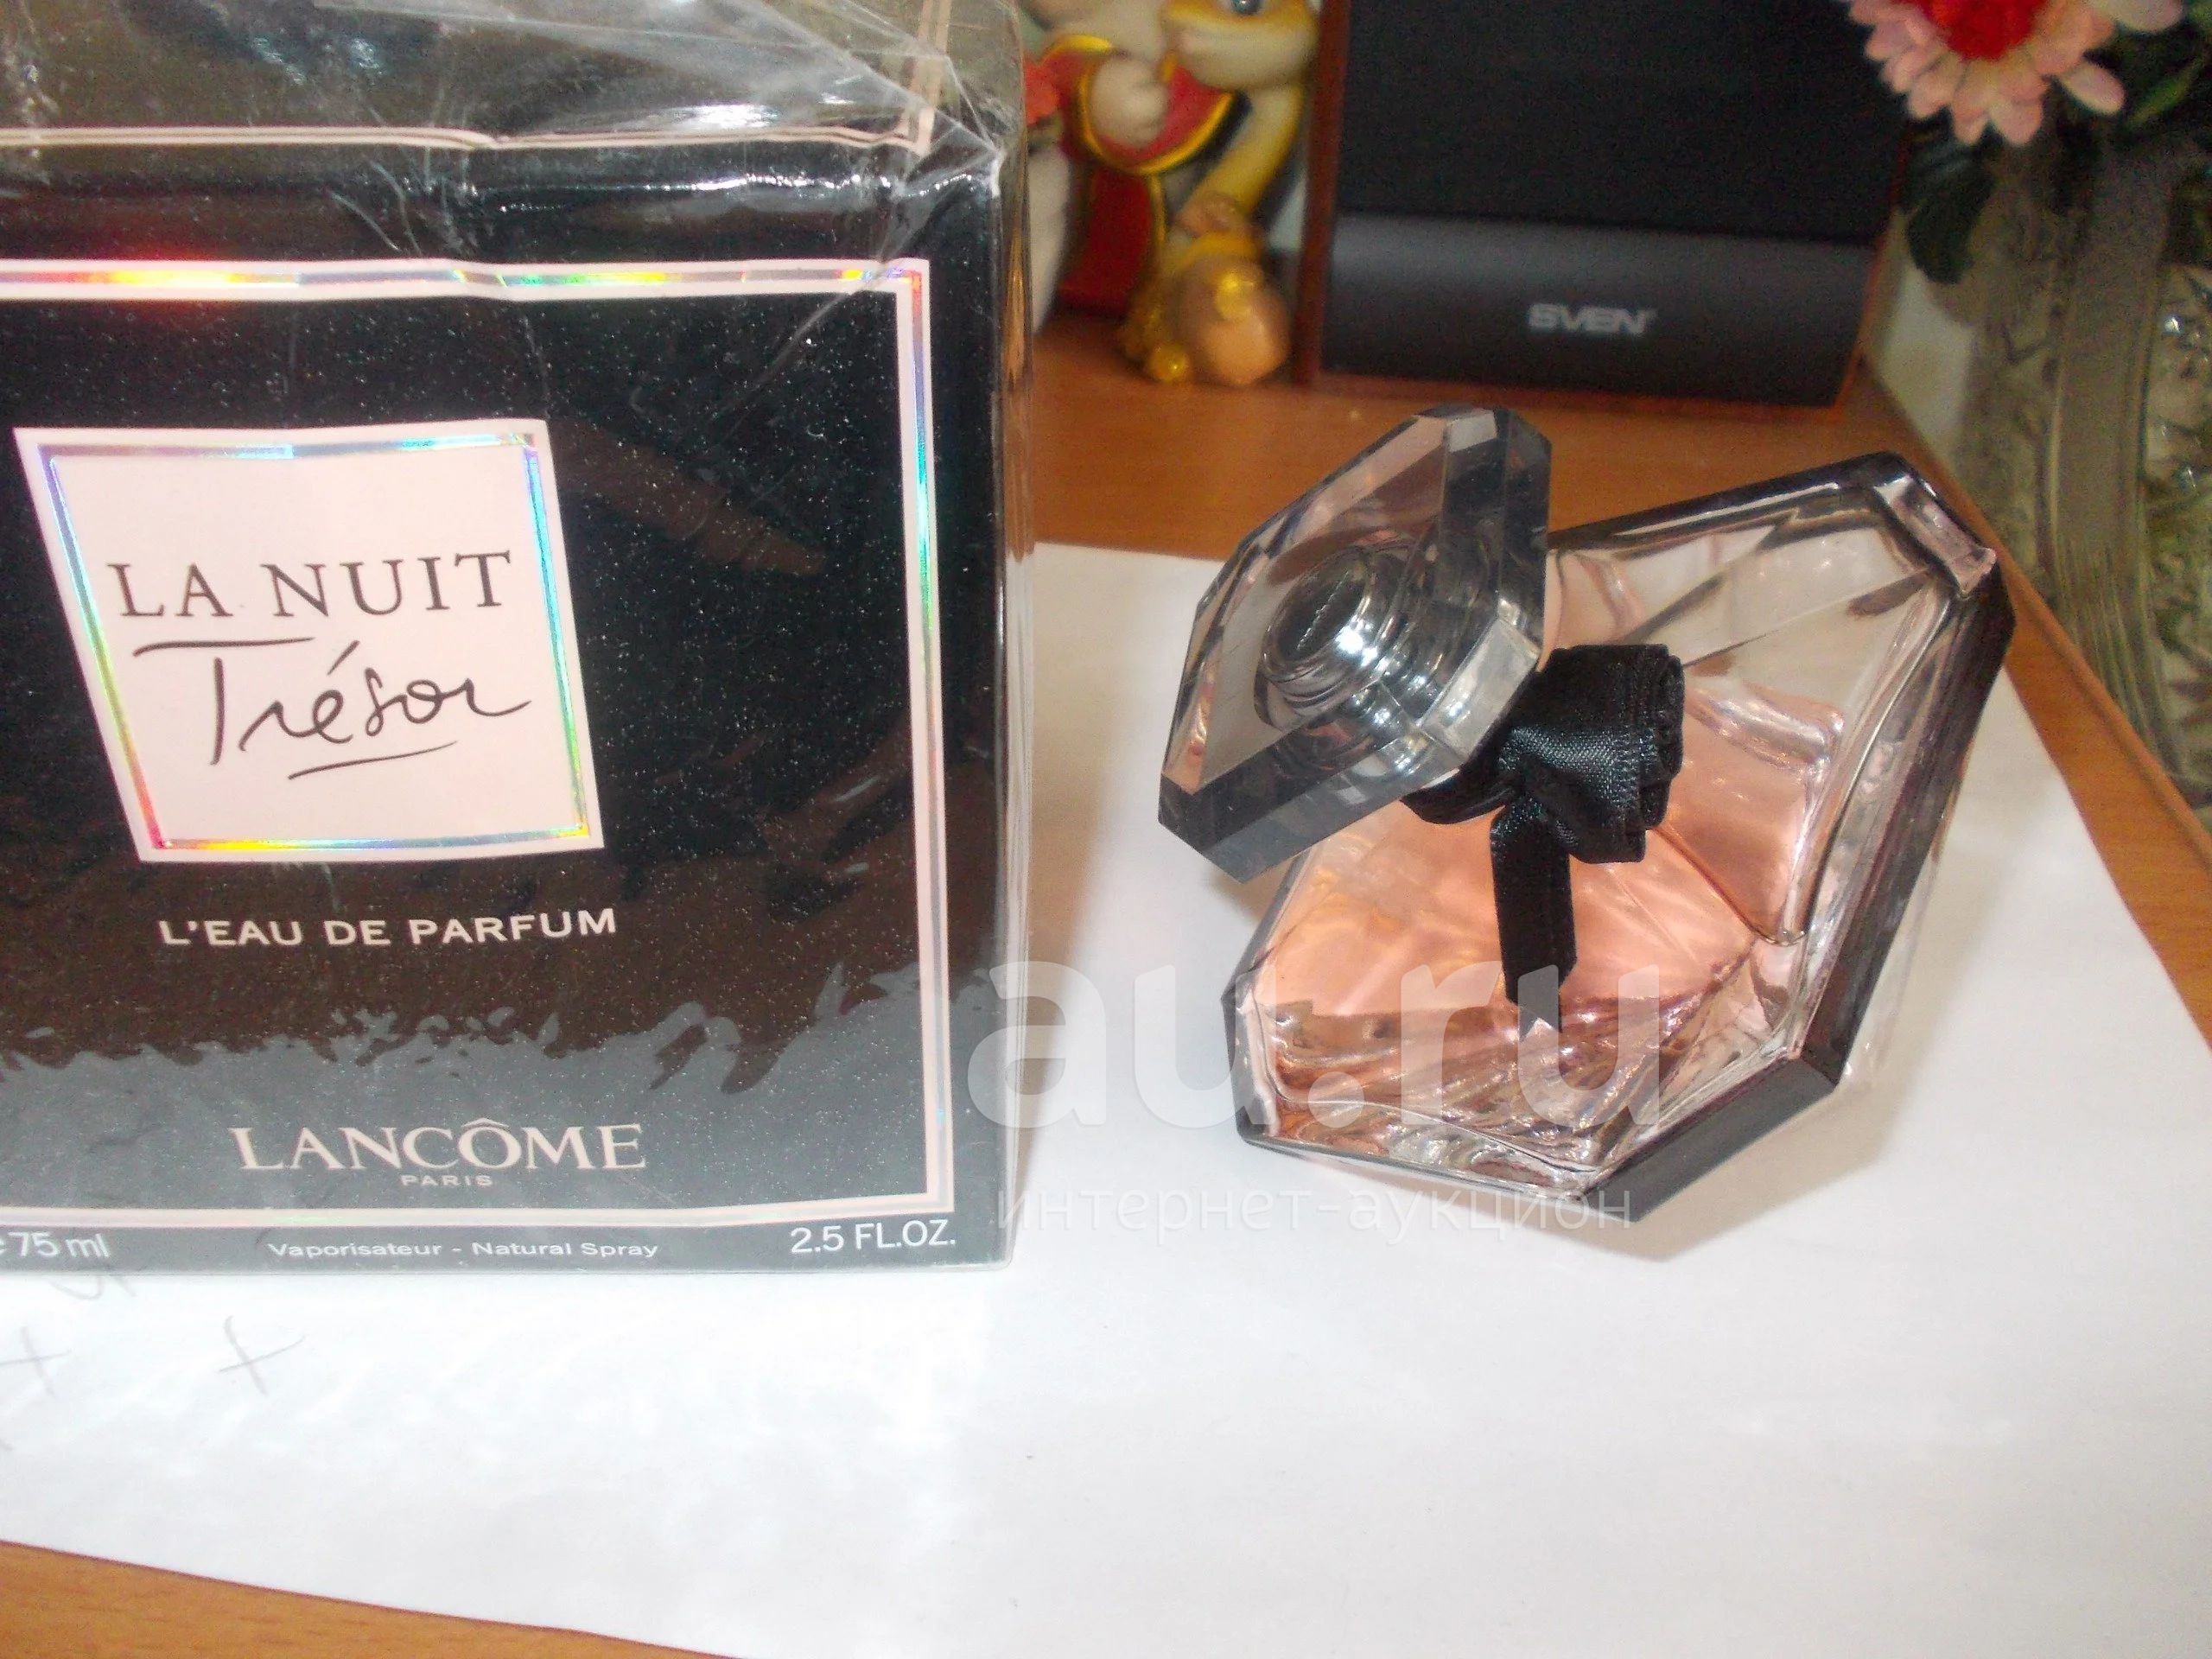 SVEN
LA NUIT
Trésor
L'EAU DE PARFUM
LANCÔME
PARIS
e 75 ml Vaporisateur - Natural Spray 2.5 FL.OZ.
au.ru
интернет-аукцион